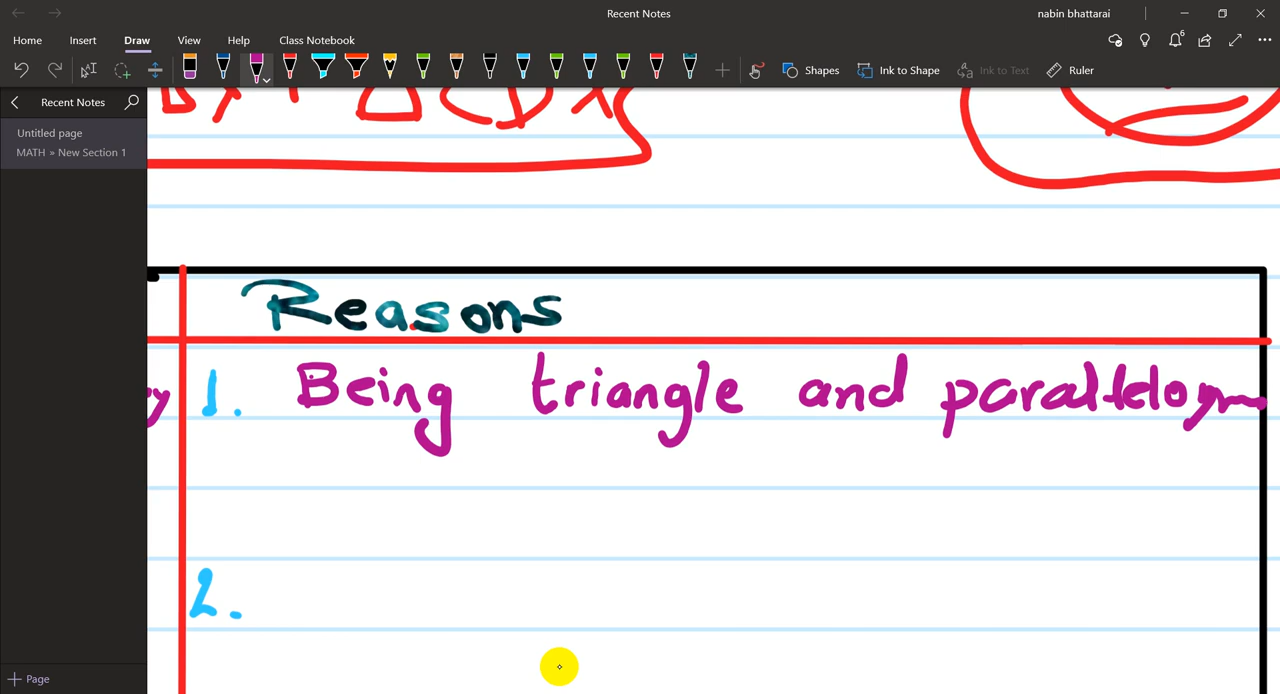 Recent Notes
nabin bhattarai
Home Insert Draw View Help Class Notebook
6
Shapes Ink to Shape Ink to Text Ruler
Recent Notes
Untitled page
MATH » New Section 1
Reasons
1. Being triangle and parallelogram
2.
Page